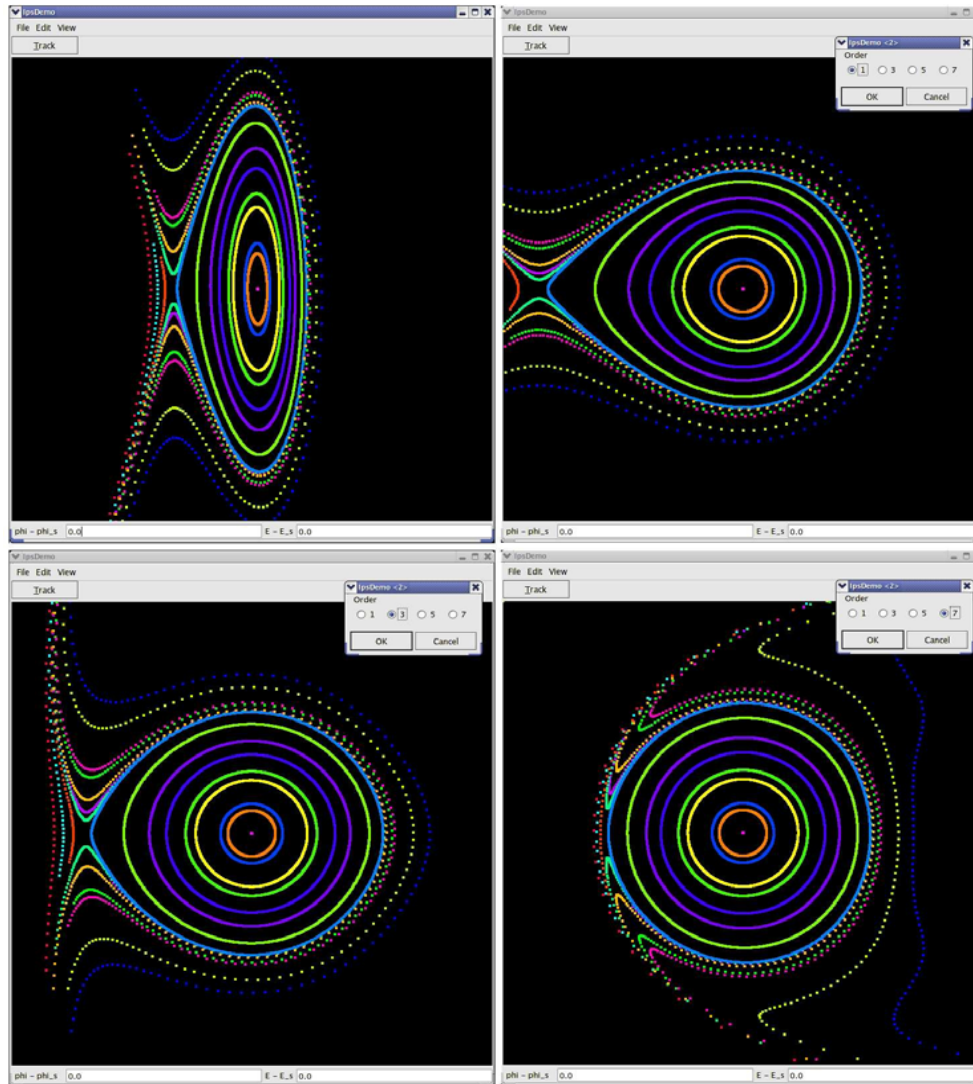 IpsDemo
File Edit View
Track
phi - phi_s 0.0 E - E_s 0.0
IpsDemo
File Edit View
Track
IpsDemo <2>
Order
1 3 5 7
OK Cancel
phi - phi_s 0.0 E - E_s 0.0
IpsDemo
File Edit View
Track
IpsDemo <2>
Order
1 3 5 7
OK Cancel
phi - phi_s 0.0 E - E_s 0.0
IpsDemo
File Edit View
Track
IpsDemo <2>
Order
1 3 5 7
OK Cancel
phi - phi_s 0.0 E - E_s 0.0